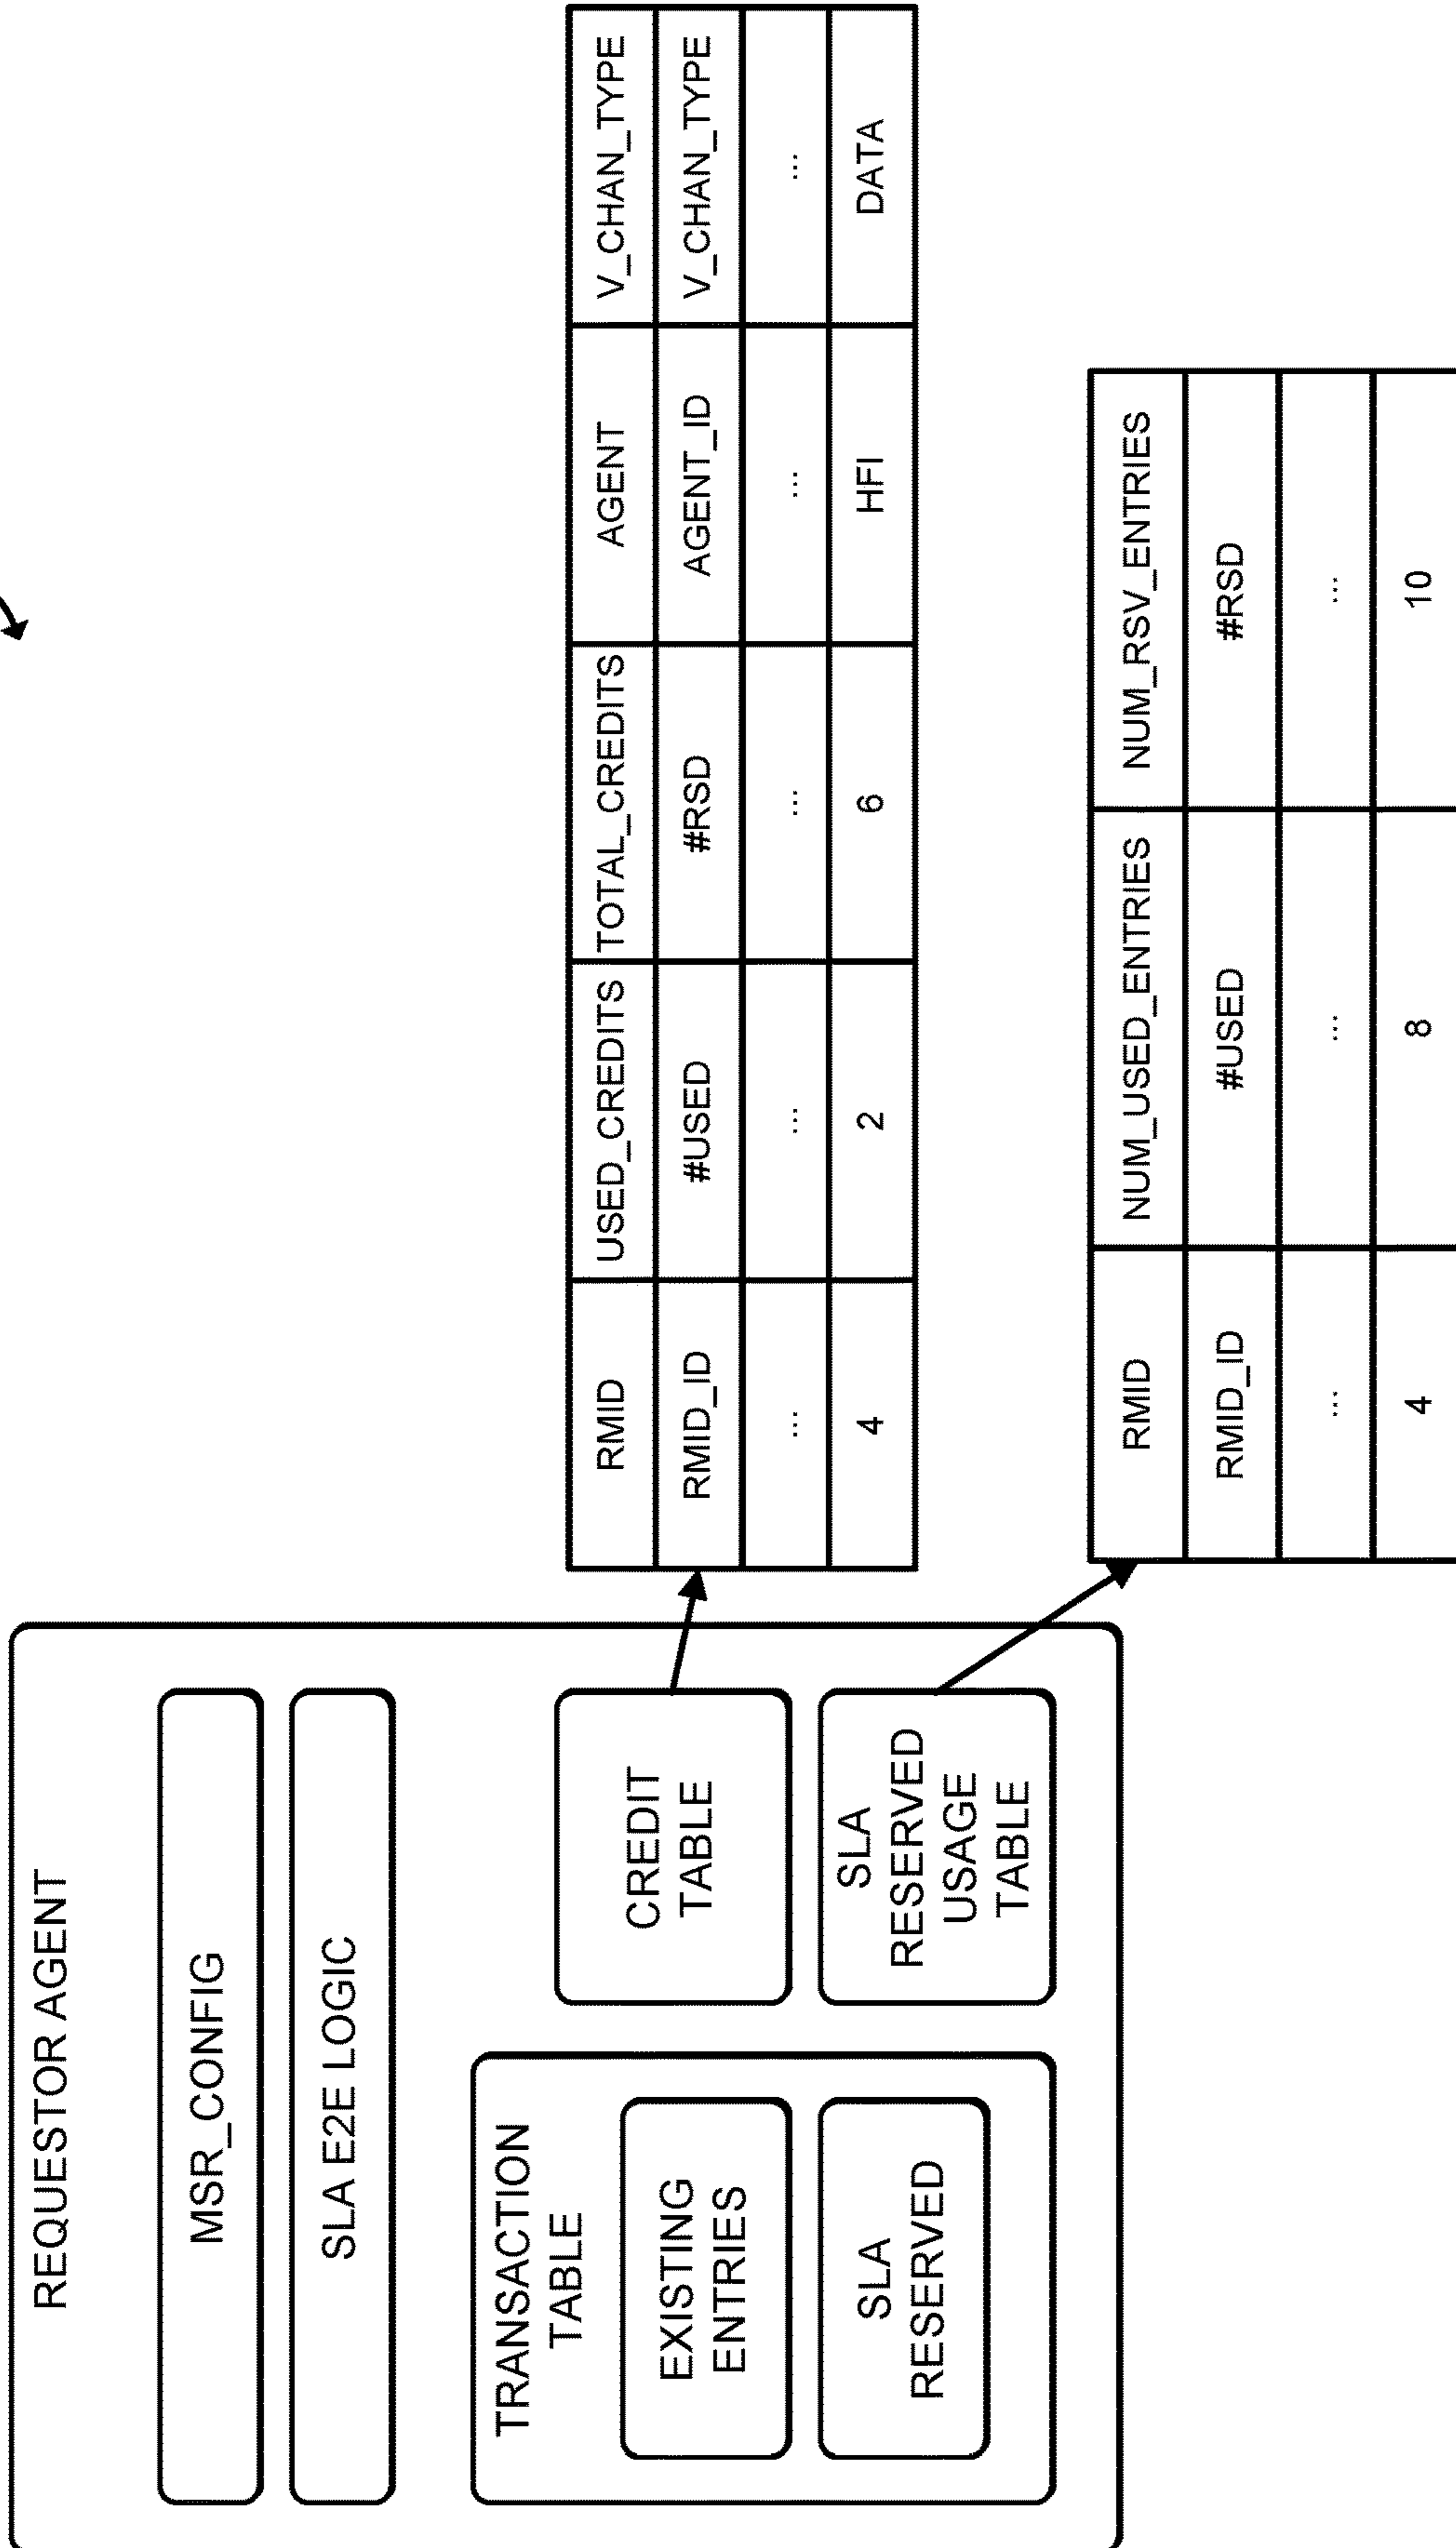 REQUESTOR AGENT
MSR_CONFIG
SLA E2E LOGIC
TRANSACTION
TABLE
EXISTING
ENTRIES
SLA
RESERVED
CREDIT
TABLE
SLA
RESERVED
USAGE
TABLE
RMID USED_CREDITS TOTAL_CREDITS AGENT V_CHAN_TYPE
RMID_ID #USED #RSD AGENT_ID V_CHAN_TYPE
... ... ... ... ...
4 2 6 HFI DATA
RMID NUM_USED_ENTRIES NUM_RSV_ENTRIES
RMID_ID #USED #RSD
... ... ...
4 8 10